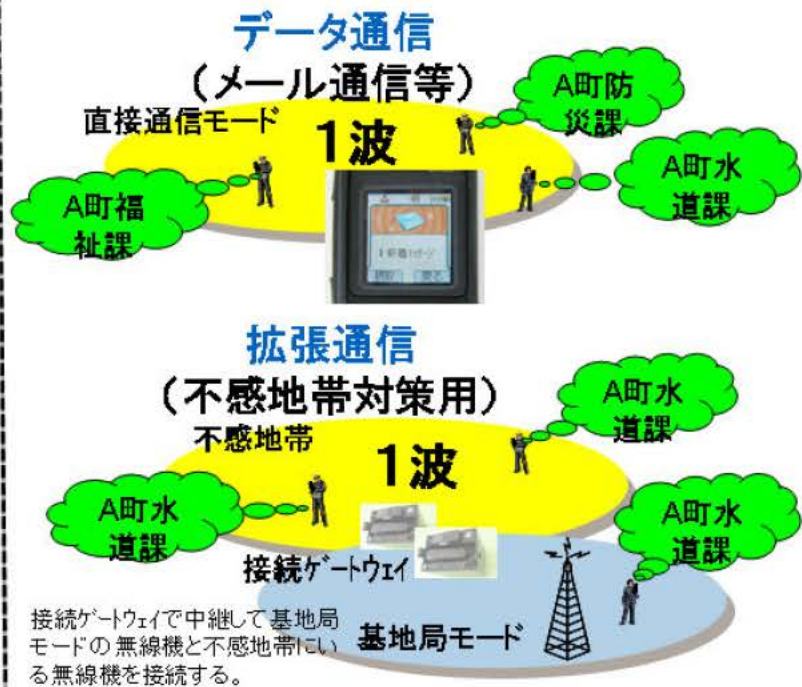 データ通信
（メール通信等）
直接通信モード
1波
A町防
災課
A町水
道課
A町福
祉課
拡張通信
（不感地帯対策用）
不感地帯
1波
A町水
道課
A町水
道課
A町水
道課
接続ゲートウェイ
基地局モード
接続ゲートウェイで中継して基地局
モードの無線機と不感地帯にい
る無線機を接続する。